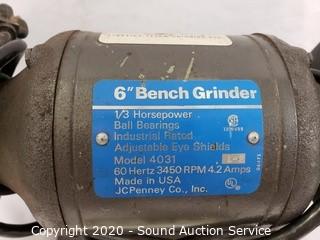 6" Bench Grinder
1/3 Horsepower
Ball Bearings
Industrial Rated
Adjustable Eye Shields
Model 4031
60 Hertz 3450 RPM 4.2 Amps
Made in USA
JCPenney Co., Inc.
Copyright 2020 - Sound Auction Service